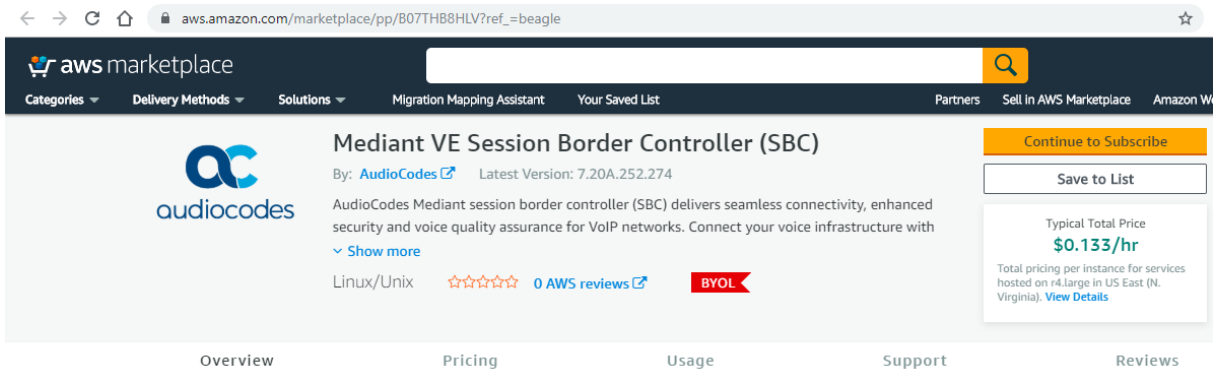 aws.amazon.com/marketplace/pp/B07THB8HLV?ref_=beagle
aws marketplace
Categories Delivery Methods Solutions Migration Mapping Assistant Your Saved List Partners Sell in AWS Marketplace Amazon W
audiocodes
Mediant VE Session Border Controller (SBC)
By: AudioCodes Latest Version: 7.20A.252.274
AudioCodes Mediant session border controller (SBC) delivers seamless connectivity, enhanced
security and voice quality assurance for VoIP networks. Connect your voice infrastructure with
Show more
Linux/Unix 0 AWS reviews BYOL
Continue to Subscribe
Save to List
Typical Total Price
$0.133/hr
Total pricing per instance for services
hosted on r4.large in US East (N.
Virginia). View Details
Overview Pricing Usage Support Reviews